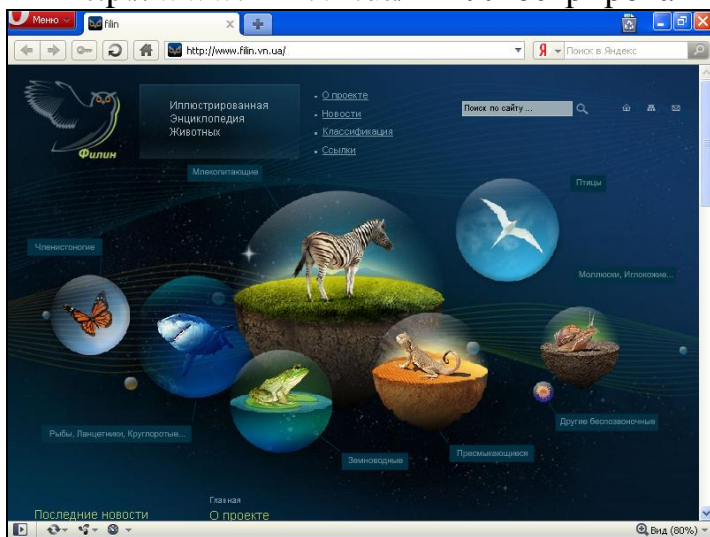 Меню
filin
http://www.filin.vn.ua/
Поиск в Яндекс
Филин
Иллюстрированная
Энциклопедия
Животных
О проекте
Новости
Классификация
Ссылки
Поиск по сайту ...
Млекопитающие
Птицы
Членистоногие
Моллюски, Иглокожие...
Рыбы, Ланцетники, Круглоротые...
Другие беспозвоночные
Земноводные
Пресмыкающиеся
Главная
Последние новости
О проекте
Вид (80%)